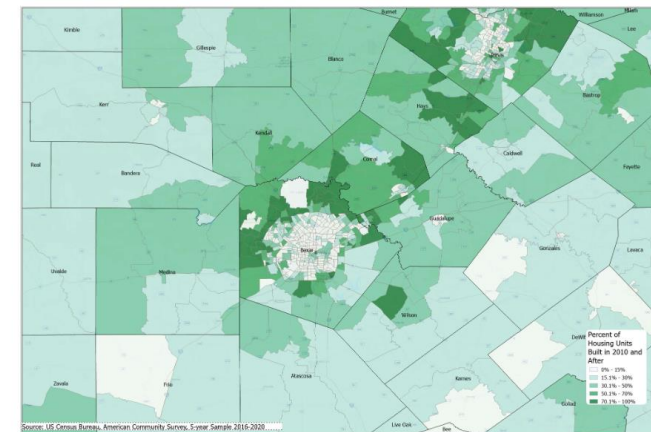 Burnet
Williamson
Milam
Kimble
Lee
Gillespie
Blanco
Travis
Hays
Bastrop
Kerr
Kendall
Comal
Caldwell
Fayette
Real
Bandera
Guadalupe
Bexar
Gonzales
Lavaca
Uvalde
Medina
Wilson
DeWitt
Zavala
Frio
Atascosa
Karnes
Goliad
Live Oak
Bee
Percent of
Housing Units
Built in 2010 and
After
0% - 15%
15.1% - 30%
30.1% - 50%
50.1% - 70%
70.1% - 100%
Source: US Census Bureau, American Community Survey, 5-year Sample 2016-2020